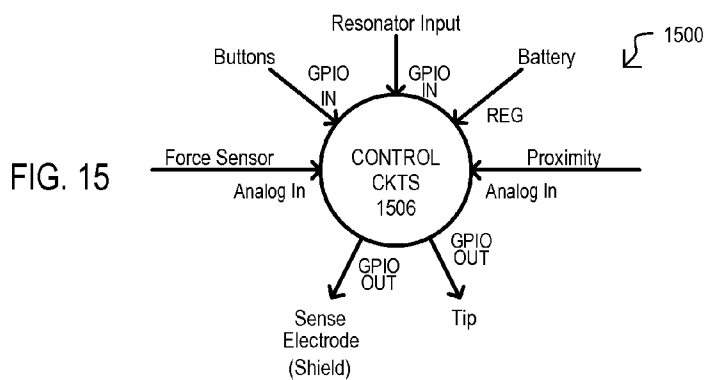 Resonator Input
1500
Buttons
GPIO
IN
GPIO
IN
Battery
REG
FIG. 15
Force Sensor
Analog In
CONTROL
CKTS
1506
Proximity
Analog In
GPIO
OUT
GPIO
OUT
Sense
Electrode
(Shield)
Tip